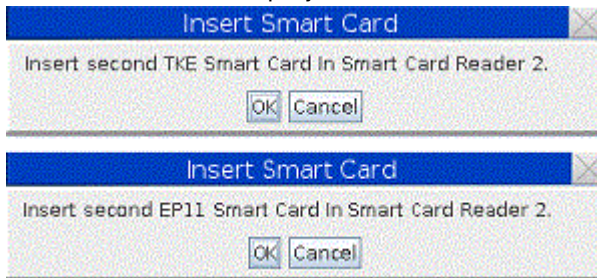 Insert Smart Card
Insert second TKE Smart Card In Smart Card Reader 2.
OK Cancel
Insert Smart Card
Insert second EP11 Smart Card In Smart Card Reader 2.
OK Cancel